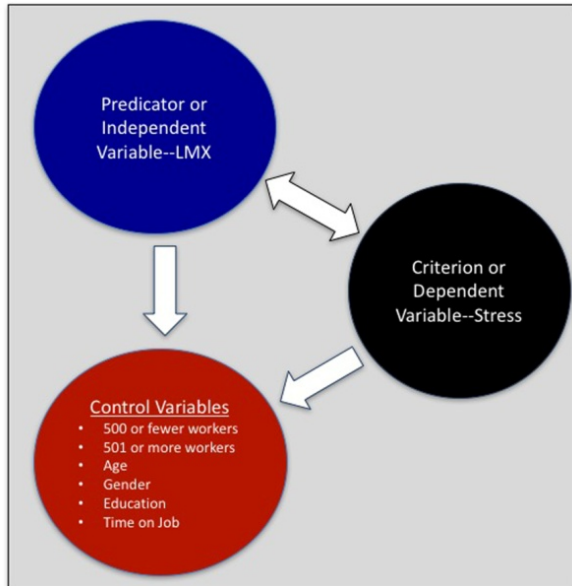 Predicator or
Independent
Variable--LMX
Criterion or
Dependent
Variable--Stress
Control Variables
• 500 or fewer workers
• 501 or more workers
• Age
• Gender
• Education
• Time on Job